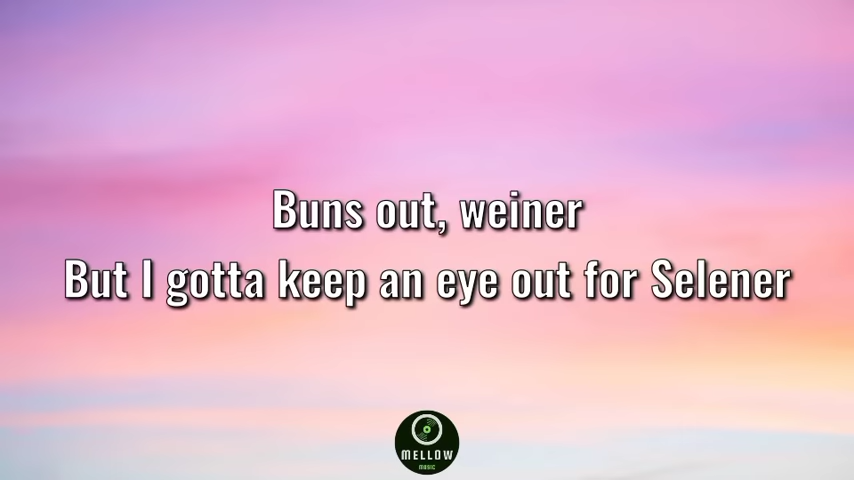 Buns out, weiner
But I gotta keep an eye out for Selener
MELLOW
MUSIC